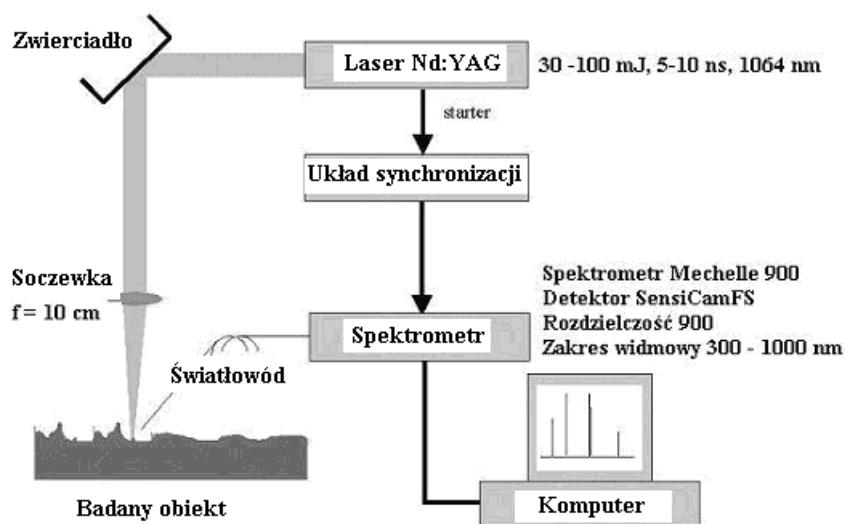 Zwierciadło
Laser Nd:YAG
30 -100 mJ, 5-10 ns, 1064 nm
starter
Układ synchronizacji
Soczewka
f = 10 cm
Spektrometr Mechelle 900
Detektor SensiCamFS
Rozdzielczość 900
Zakres widmowy 300 - 1000 nm
Spektrometr
Światłowód
Badany obiekt
Komputer